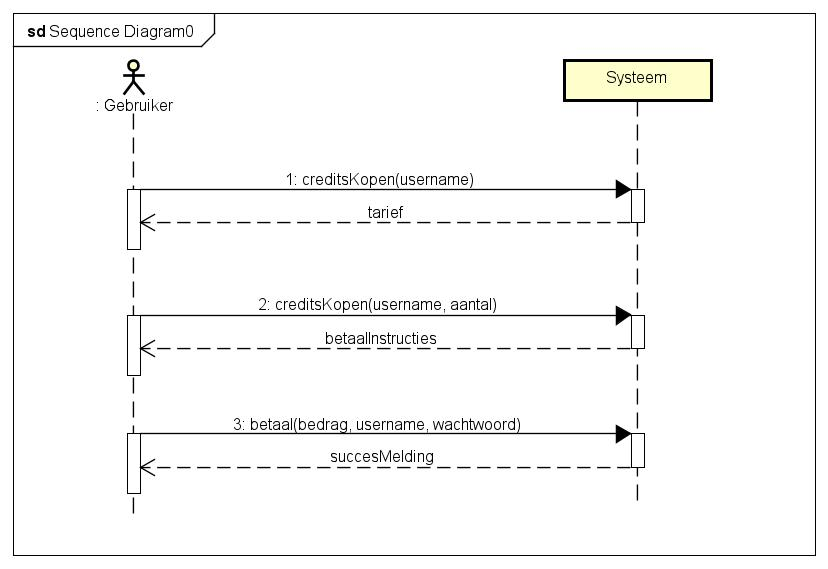 sd Sequence Diagram0
: Gebruiker
Systeem
1: creditsKopen(username)
tarief
2: creditsKopen(username, aantal)
betaalInstructies
3: betaal(bedrag, username, wachtwoord)
succesMelding